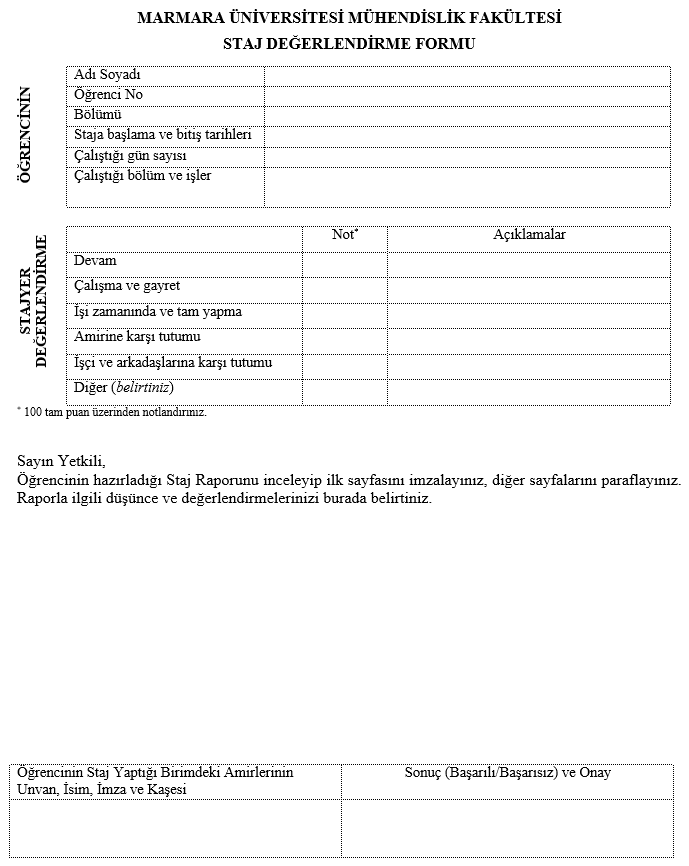 MARMARA ÜNİVERSİTESİ MÜHENDİSLİK FAKÜLTESİ
STAJ DEĞERLENDİRME FORMU
ÖĞRENCİNİN
Adı Soyadı
Öğrenci No
Bölümü
Staja başlama ve bitiş tarihleri
Çalıştığı gün sayısı
Çalıştığı bölüm ve işler
STAJYER
DEĞERLENDİRME
Not* Açıklamalar
Devam
Çalışma ve gayret
İşi zamanında ve tam yapma
Amirine karşı tutumu
İşçi ve arkadaşlarına karşı tutumu
Diğer (belirtiniz)
* 100 tam puan üzerinden notlandırınız.
Sayın Yetkili,
Öğrencinin hazırladığı Staj Raporunu inceleyip ilk sayfasını imzalayınız, diğer sayfalarını paraflayınız.
Raporla ilgili düşünce ve değerlendirmelerinizi burada belirtiniz.
Öğrencinin Staj Yaptığı Birimdeki Amirlerinin
Unvan, İsim, İmza ve Kaşesi
Sonuç (Başarılı/Başarısız) ve Onay